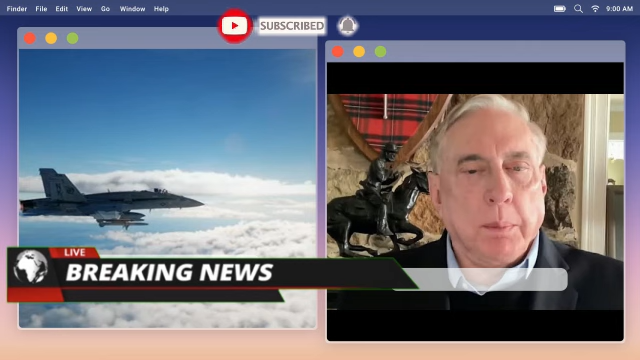 Finder File Edit View Go Window Help 9:00 AM
SUBSCRIBED
LIVE
BREAKING NEWS